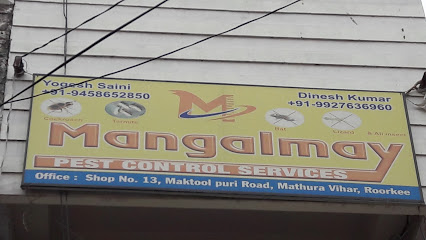 Yogesh Saini
+91-9458652850
Dinesh Kumar
+91-9927636960
M
Cockroach
Termite
Rat
Lizard
& All insect
Mangalmay
PEST CONTROL SERVICES
Office : Shop No. 13, Maktool puri Road, Mathura Vihar, Roorkee